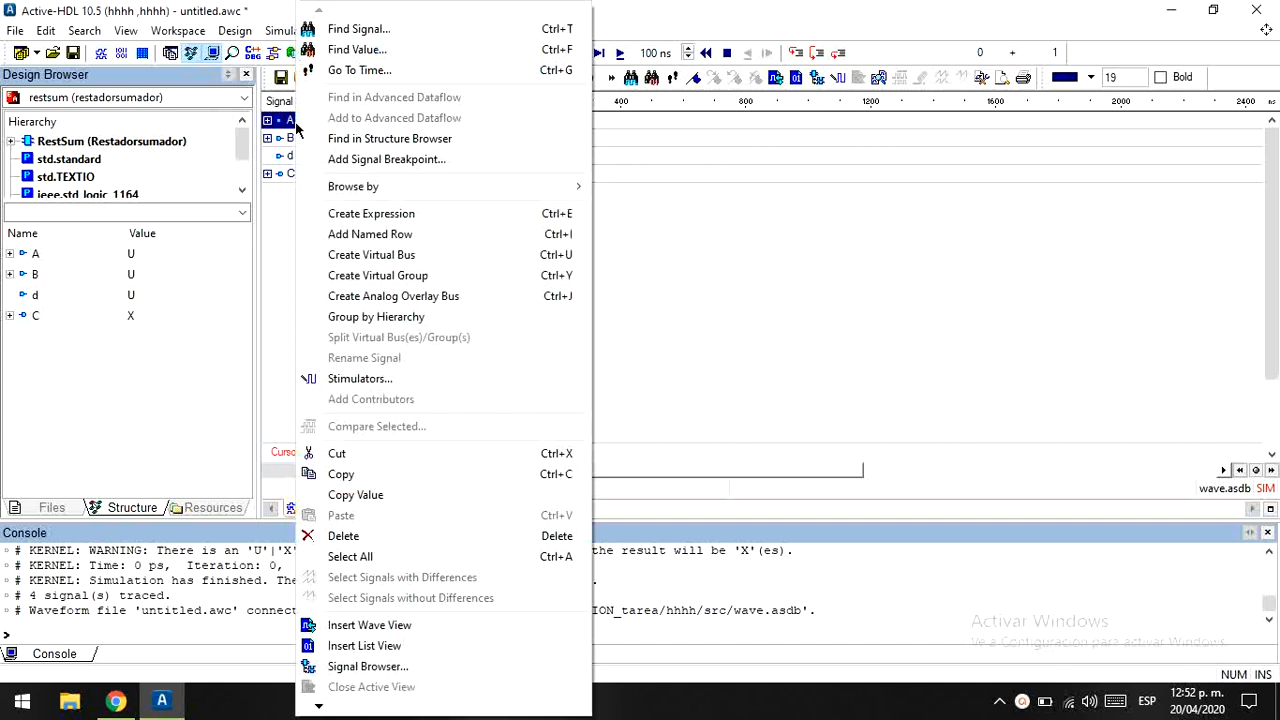 Active-HDL 10.5 (hhhh ,hhhh) - untitled.awc *
File Edit Search View Workspace Design Simula
100 ns 0 + 1
Design Browser
19 Bold
restsum (restadorsumador)
Signal
400 800 1200 1600 2000 2400
Hierarchy
RestSum (Restadorsumador)
std.standard
std.TEXTIO
ieee.std_logic_1164
Name Value
A U
B U
d U
C X
A
B
d
C
Find Signal... Ctrl+T
Find Value... Ctrl+F
Go To Time... Ctrl+G
Find in Advanced Dataflow
Add to Advanced Dataflow
Find in Structure Browser
Add Signal Breakpoint...
Browse by
Create Expression Ctrl+E
Add Named Row Ctrl+I
Create Virtual Bus Ctrl+U
Create Virtual Group Ctrl+Y
Create Analog Overlay Bus Ctrl+J
Group by Hierarchy
Split Virtual Bus(es)/Group(s)
Rename Signal
Stimulators...
Add Contributors
Compare Selected...
Cut Ctrl+X
Copy Ctrl+C
Copy Value
Paste Ctrl+V
Delete Delete
Select All Ctrl+A
Select Signals with Differences
Select Signals without Differences
Insert Wave View
Insert List View
Signal Browser...
Close Active View
Curso
wave.asdb SIM
Files Structure Resources
Console
# KERNEL: WARNING: There is an 'U'|'X' the result will be 'X'(es).
# KERNEL: Time: 0 ps, Iteration: 0,
# KERNEL: Simulation has finished. The
# 4 signal(s) traced.
# Waveform file 'untitled.awc' connec ION_tarea/hhhh/src/wave.asdb'.
>
Console
Activar Windows
Ve a Configuración para activar Windows.
NUM INS
ESP
12:52 p. m.
20/04/2020